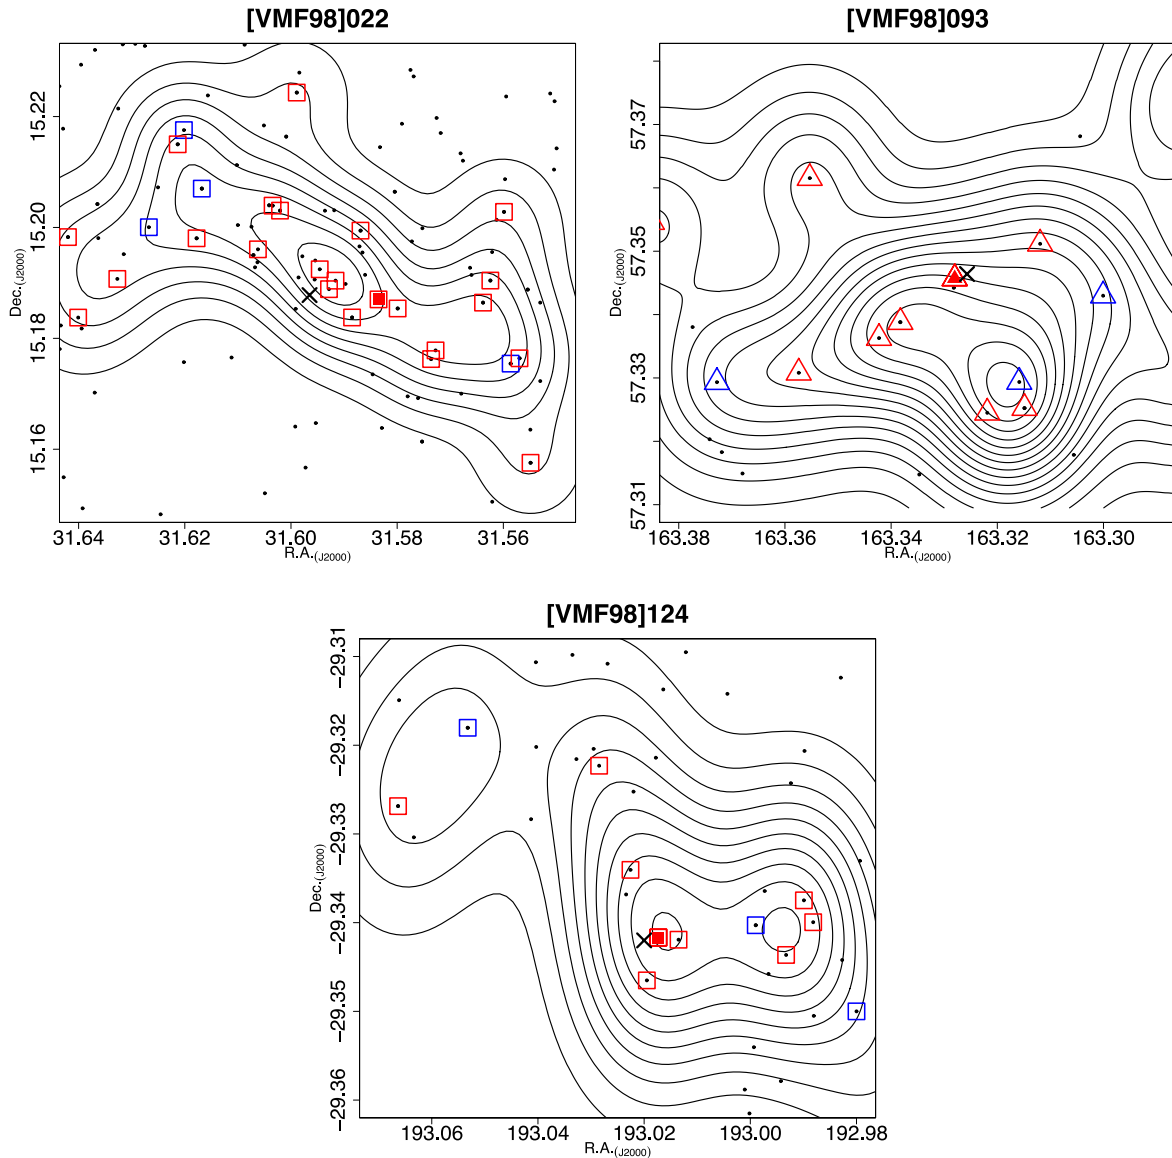 [VMF98]022
[VMF98]093
15.22
15.20
15.18
15.16
Dec.(J2000)
31.64 31.62 31.60 31.58 31.56
R.A.(J2000)
57.37
57.35
57.33
57.31
Dec.(J2000)
163.38 163.36 163.34 163.32 163.30
R.A.(J2000)
[VMF98]124
−29.31
−29.32
−29.33
−29.34
−29.35
−29.36
Dec.(J2000)
193.06 193.04 193.02 193.00 192.98
R.A.(J2000)